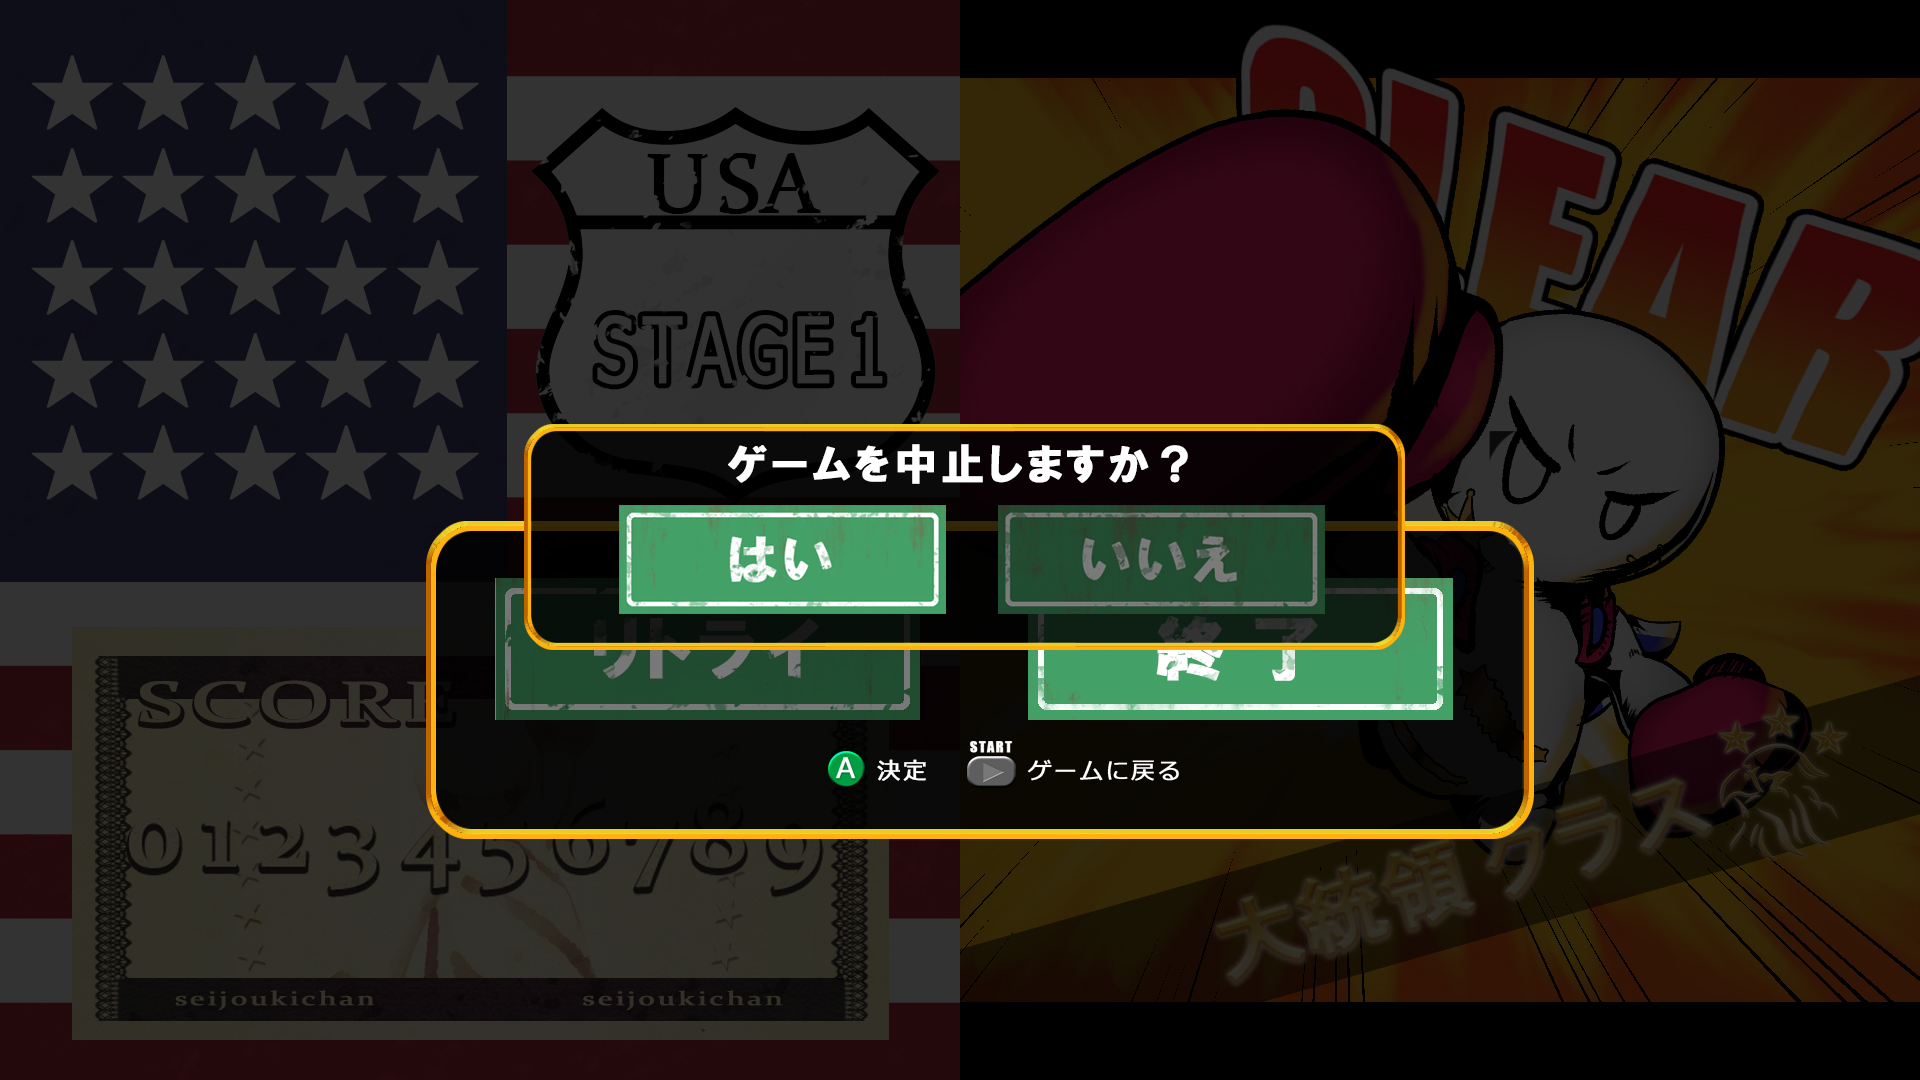 USA
STAGE 1
CLEAR
ゲームを中止しますか？
はい
いいえ
リトライ
終了
A 決定
START
ゲームに戻る
SCORE
0123456789
seijoukichan
seijoukichan
大統領クラス